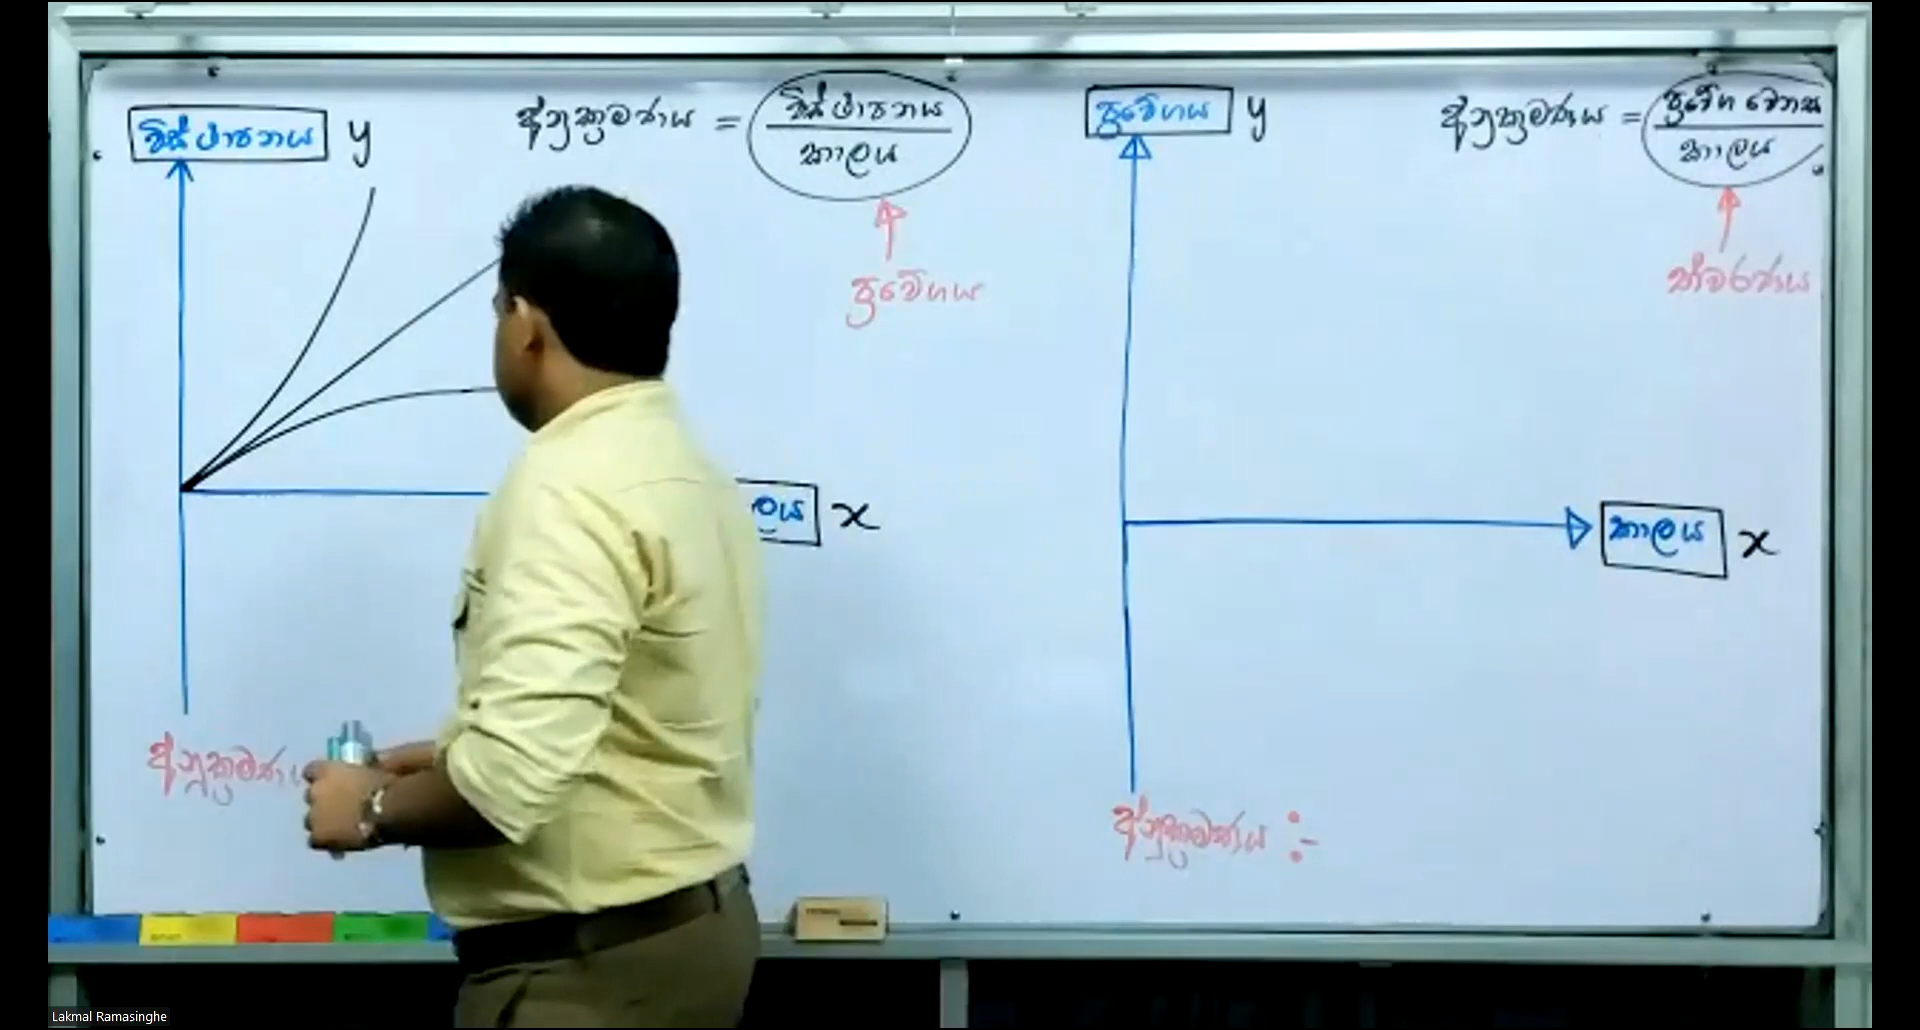 විස්ථාපනය y
අනුක්‍රමණය = විස්ථාපනය
කාලය
ප්‍රවේගය
x
අනුක්‍රමණය
ප්‍රවේගය y
අනුක්‍රමණය = ප්‍රවේග වෙනස
කාලය
ත්වරණය
කාලය x
අනුක්‍රමණය :-
Lakmal Ramasinghe